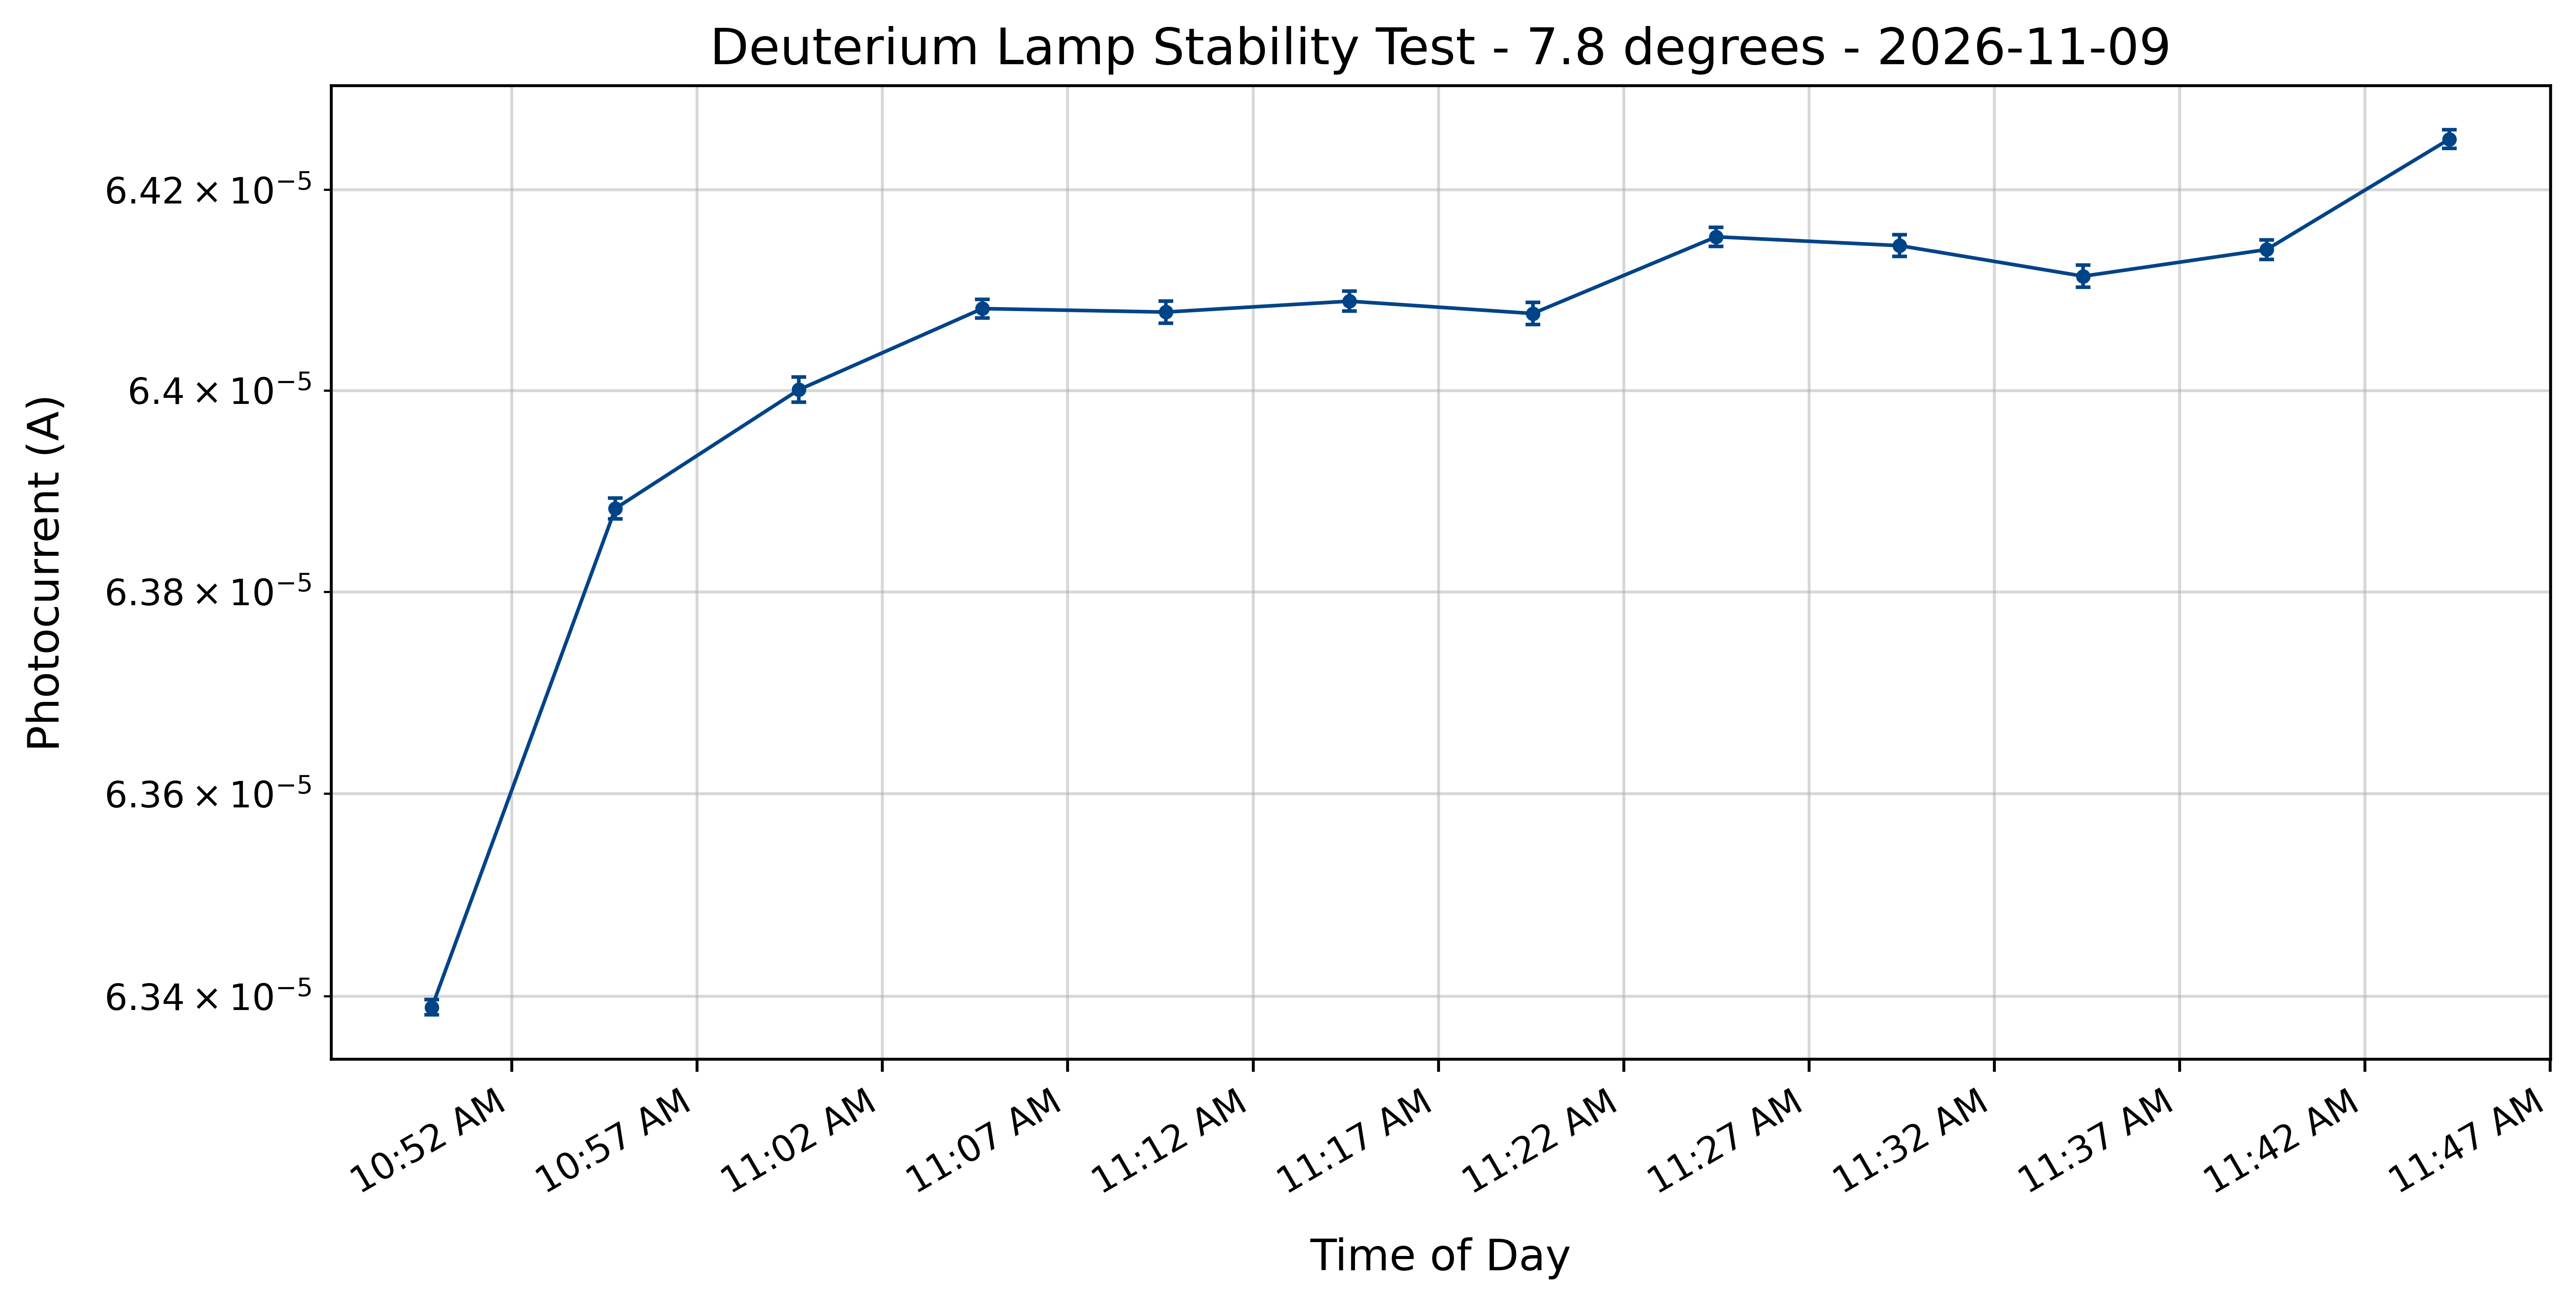 Deuterium Lamp Stability Test - 7.8 degrees - 2026-11-09
Photocurrent (A)
6.42 × 10⁻⁵
6.4 × 10⁻⁵
6.38 × 10⁻⁵
6.36 × 10⁻⁵
6.34 × 10⁻⁵
10:52 AM
10:57 AM
11:02 AM
11:07 AM
11:12 AM
11:17 AM
11:22 AM
11:27 AM
11:32 AM
11:37 AM
11:42 AM
11:47 AM
Time of Day